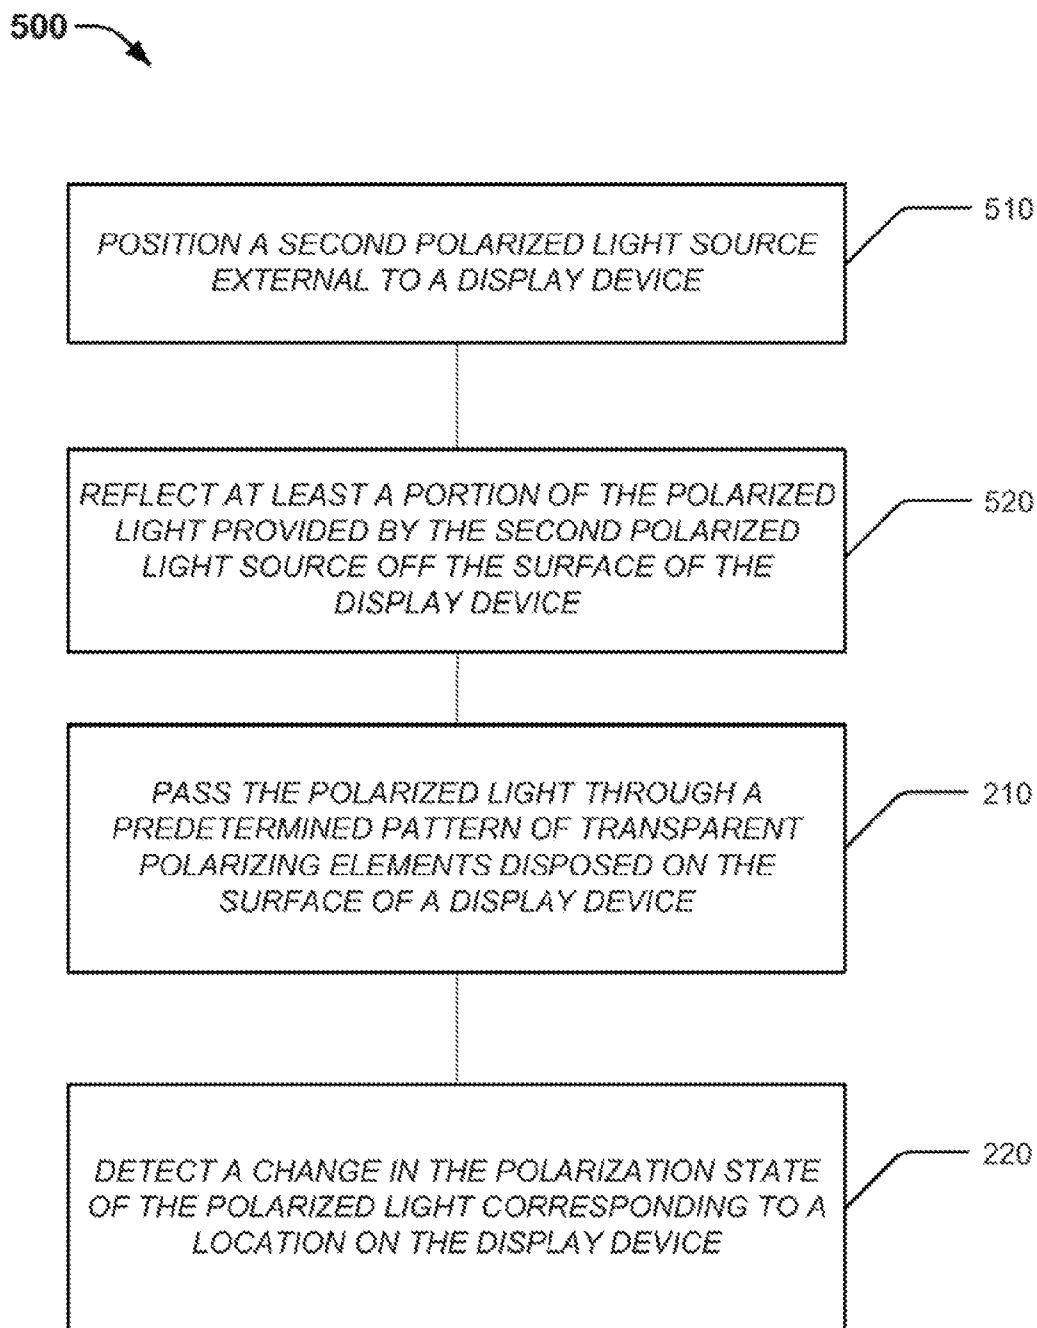 500
POSITION A SECOND POLARIZED LIGHT SOURCE
EXTERNAL TO A DISPLAY DEVICE
510
REFLECT AT LEAST A PORTION OF THE POLARIZED
LIGHT PROVIDED BY THE SECOND POLARIZED
LIGHT SOURCE OFF THE SURFACE OF THE
DISPLAY DEVICE
520
PASS THE POLARIZED LIGHT THROUGH A
PREDETERMINED PATTERN OF TRANSPARENT
POLARIZING ELEMENTS DISPOSED ON THE
SURFACE OF A DISPLAY DEVICE
210
DETECT A CHANGE IN THE POLARIZATION STATE
OF THE POLARIZED LIGHT CORRESPONDING TO A
LOCATION ON THE DISPLAY DEVICE
220